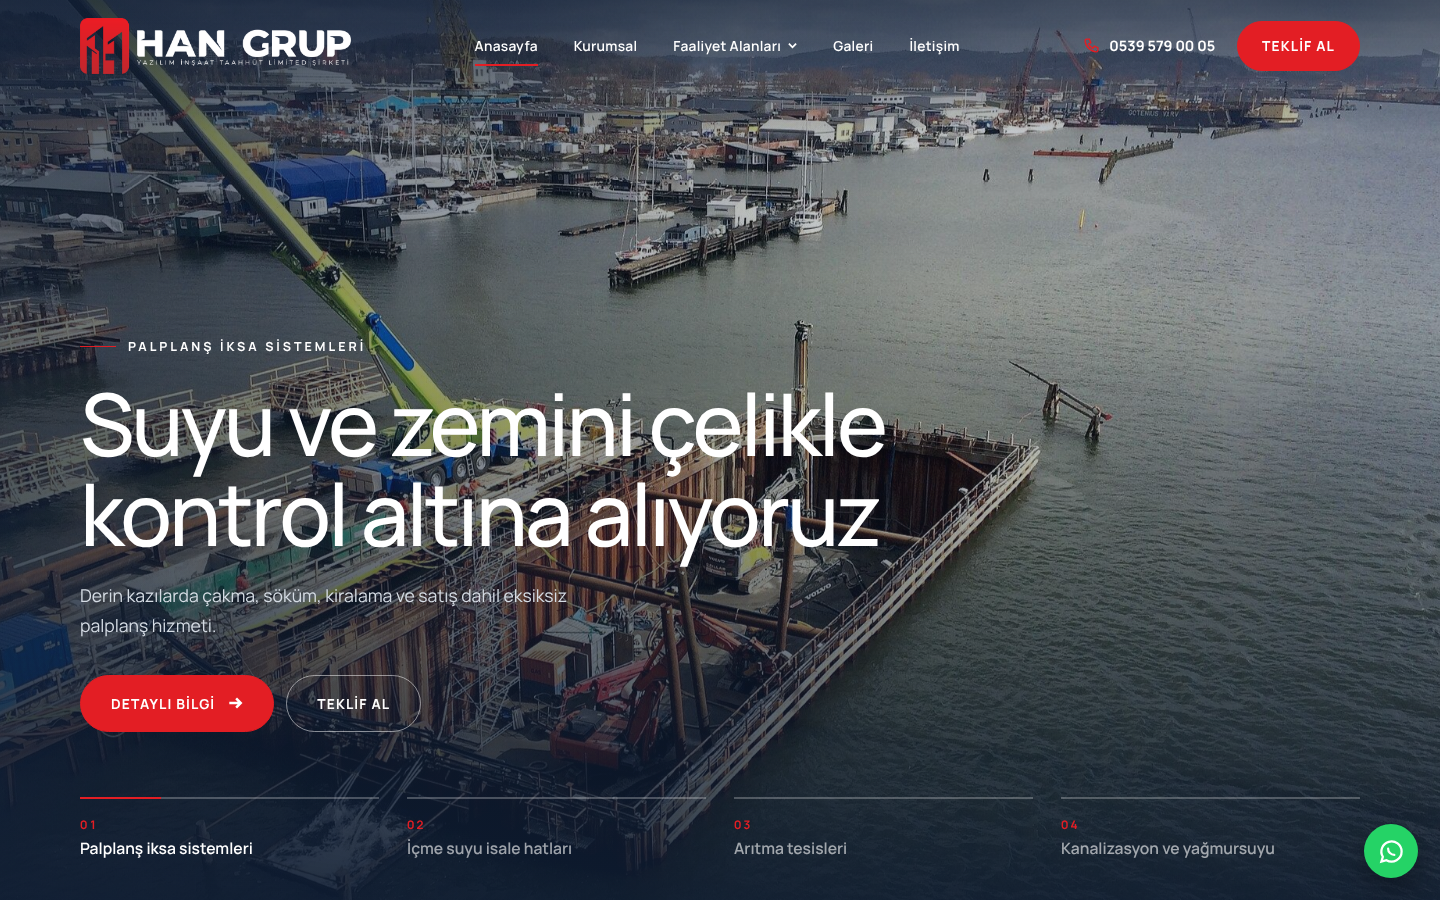 HAN GRUP
YAZILIM İNŞAAT TAAHHÜT LİMİTED ŞİRKETİ
Anasayfa
Kurumsal
Faaliyet Alanları
Galeri
İletişim
0539 579 00 05
TEKLİF AL
PALPLANŞ İKSA SİSTEMLERİ
Suyu ve zemini çelikle
kontrol altına alıyoruz
Derin kazılarda çakma, söküm, kiralama ve satış dahil eksiksiz
palplanş hizmeti.
DETAYLI BİLGİ
TEKLİF AL
01
Palplanş iksa sistemleri
02
İçme suyu isale hatları
03
Arıtma tesisleri
04
Kanalizasyon ve yağmursuyu
VOLVO